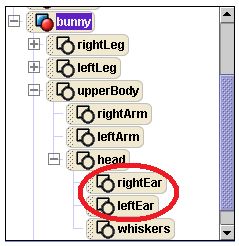 bunny
rightLeg
leftLeg
upperBody
rightArm
leftArm
head
rightEar
leftEar
whiskers